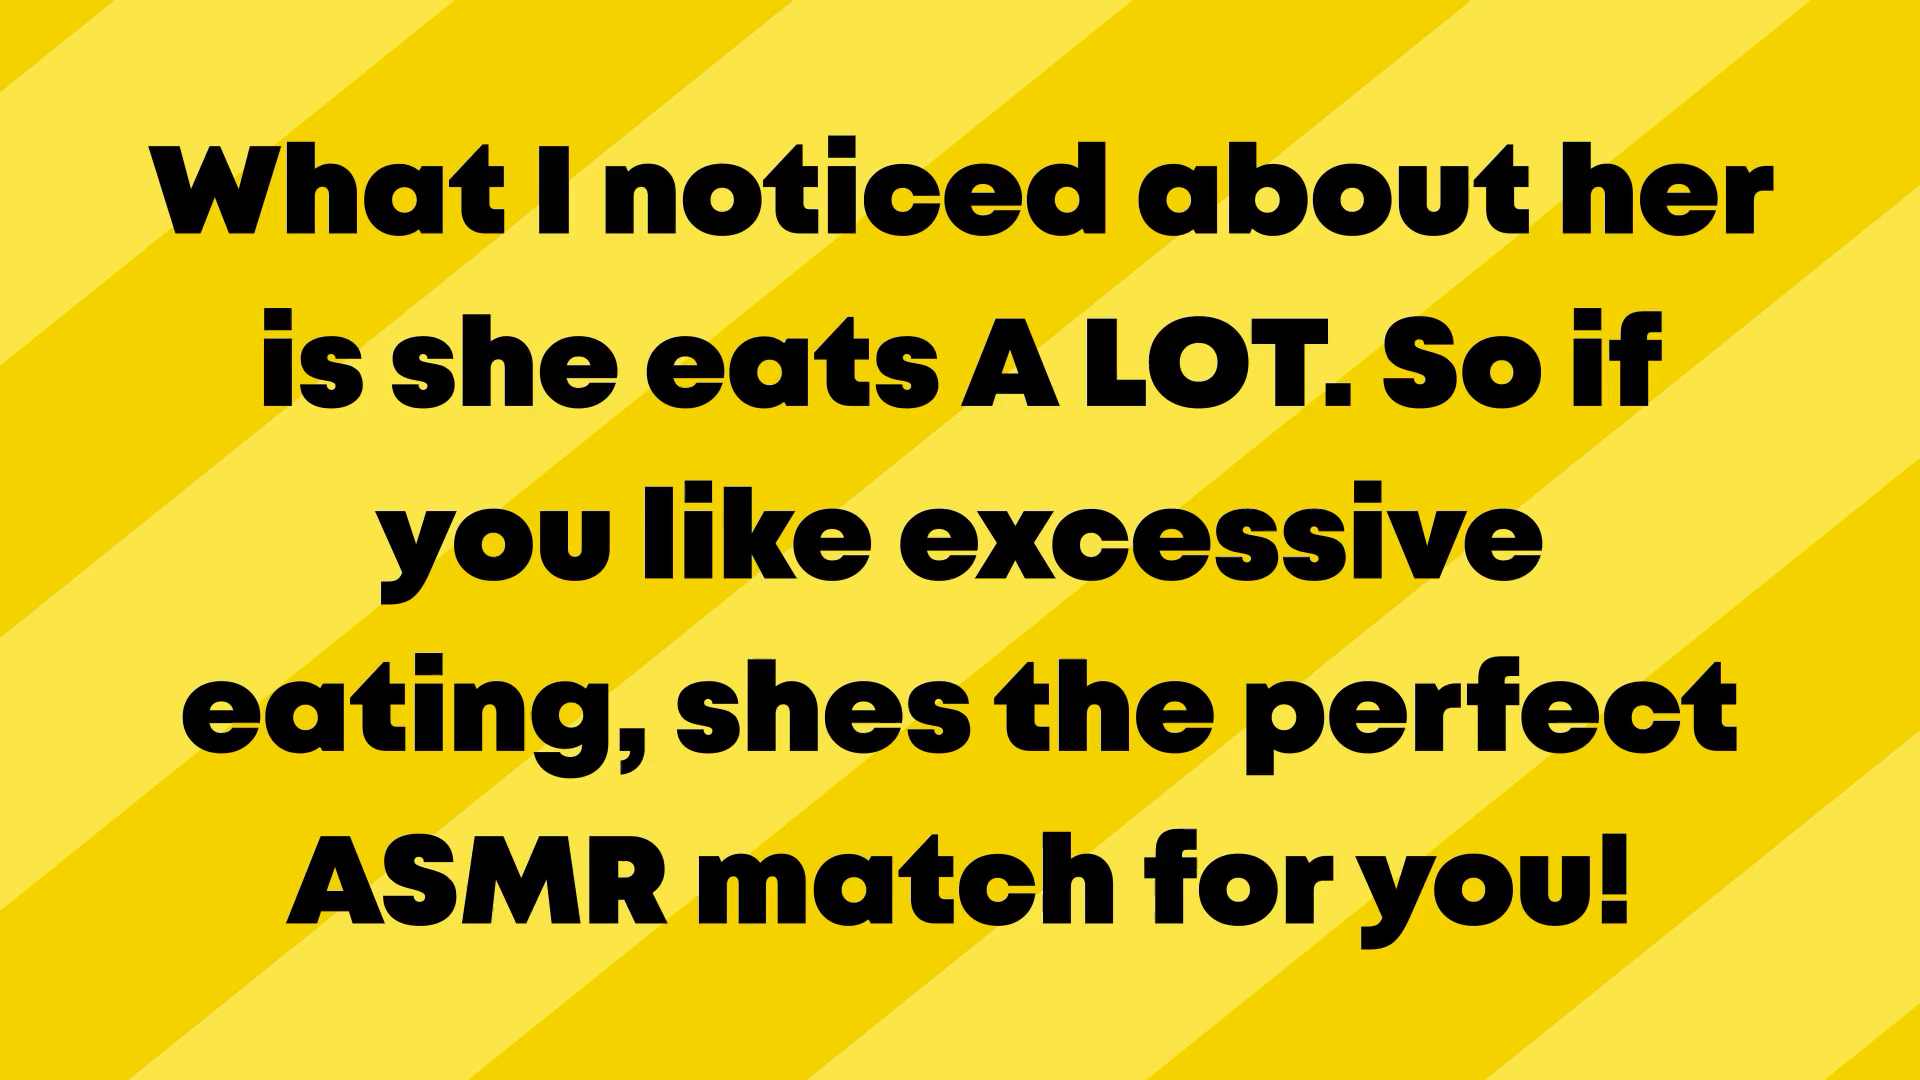 What I noticed about her
is she eats A LOT. So if
you like excessive
eating, shes the perfect
ASMR match for you!